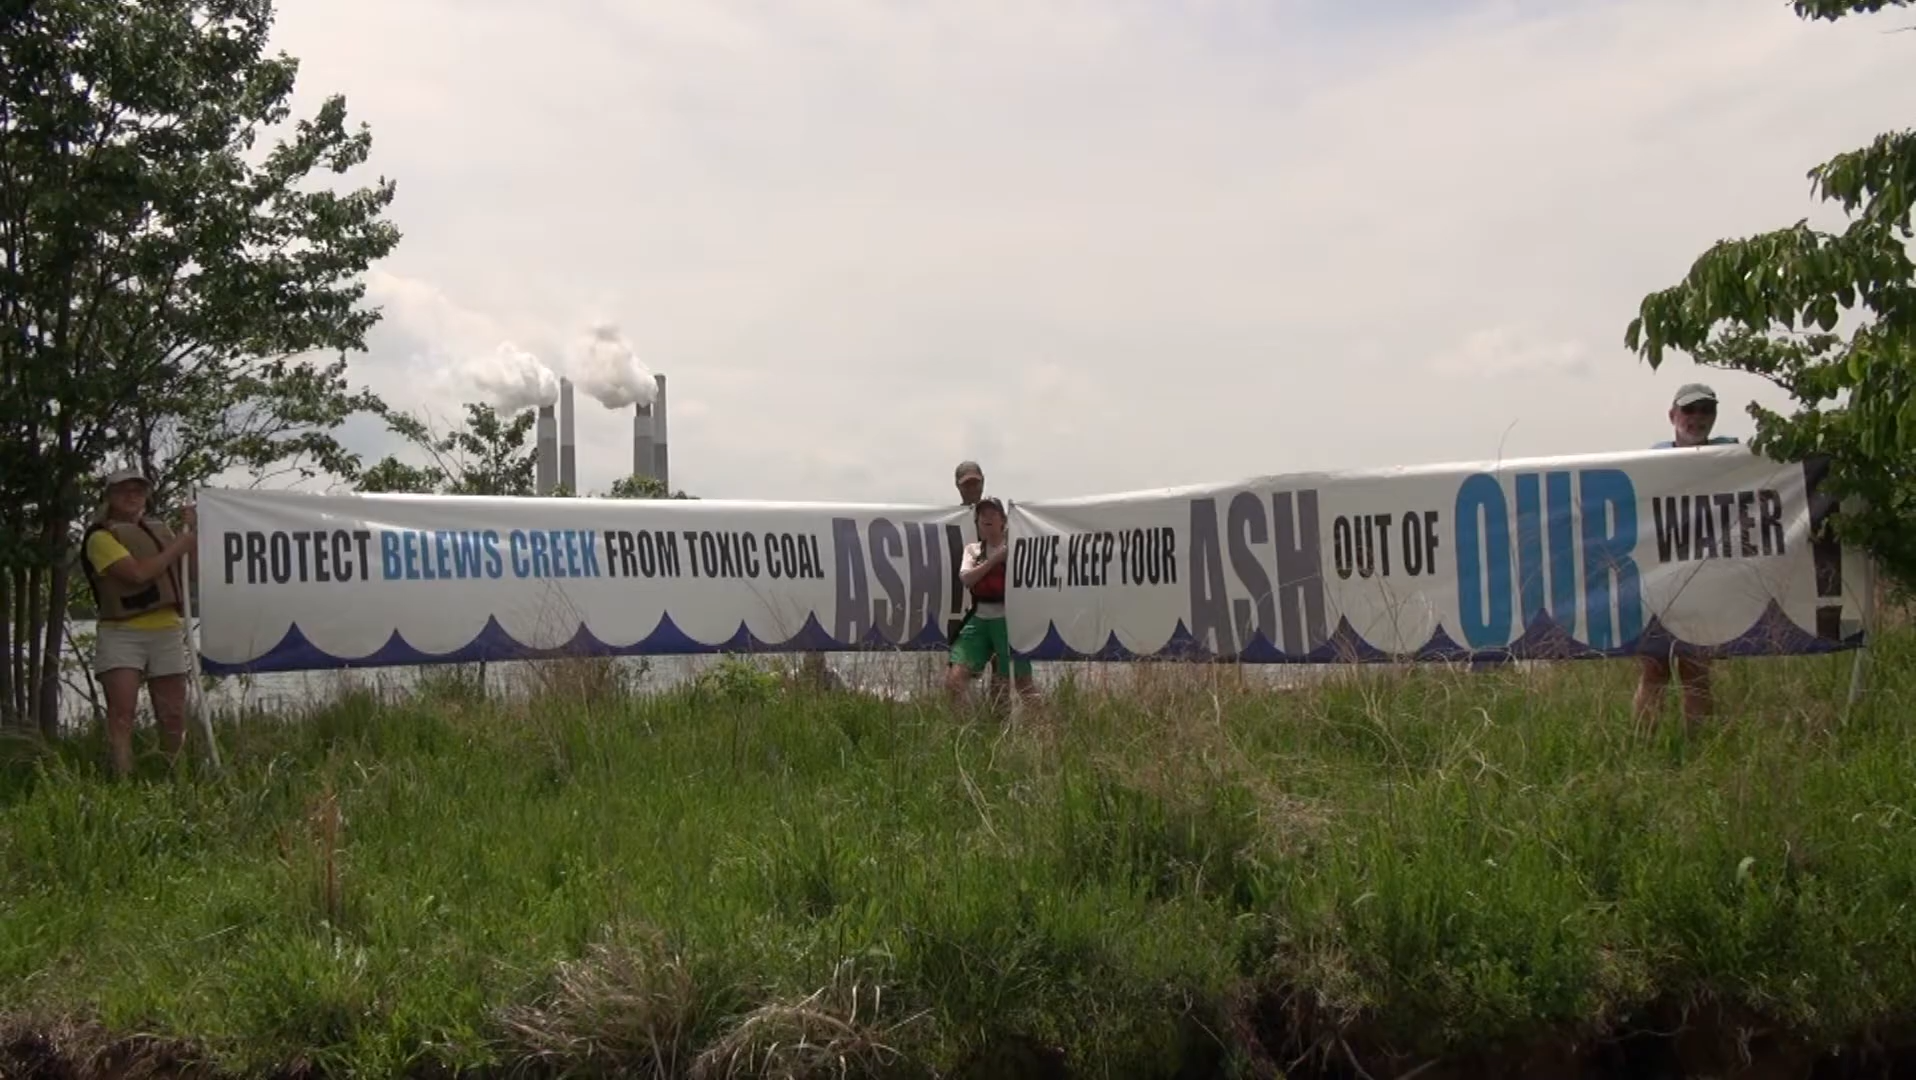 PROTECT BELEWS CREEK FROM TOXIC COAL ASH!
DUKE, KEEP YOUR ASH OUT OF OUR WATER!